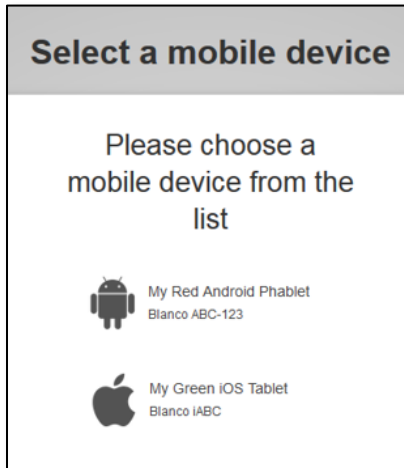 Select a mobile device
Please choose a
mobile device from the
list
My Red Android Phablet
Blanco ABC-123
My Green iOS Tablet
Blanco iABC